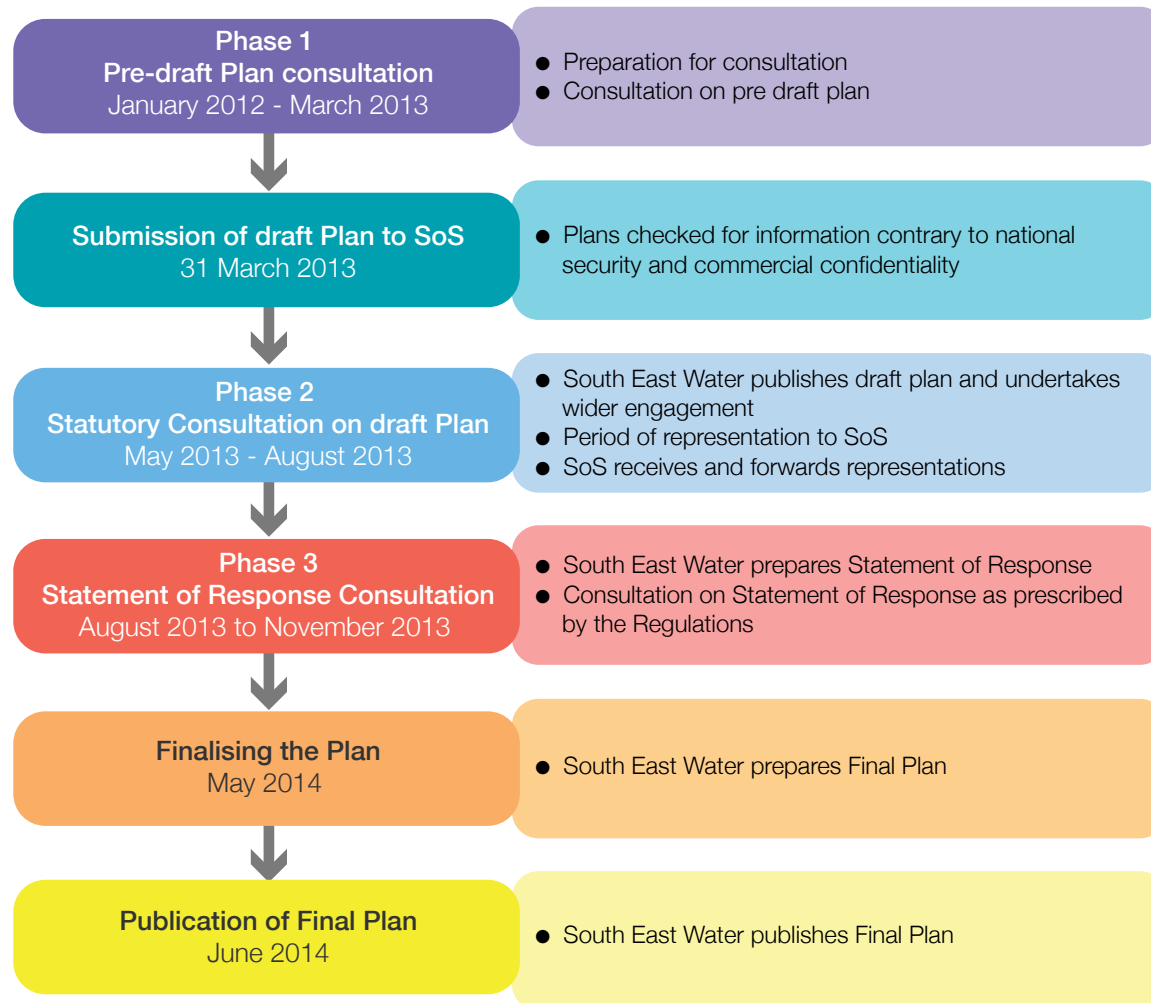 Phase 1
Pre-draft Plan consultation
January 2012 - March 2013
● Preparation for consultation
● Consultation on pre draft plan
Submission of draft Plan to SoS
31 March 2013
● Plans checked for information contrary to national
security and commercial confidentiality
Phase 2
Statutory Consultation on draft Plan
May 2013 - August 2013
● South East Water publishes draft plan and undertakes
wider engagement
● Period of representation to SoS
● SoS receives and forwards representations
Phase 3
Statement of Response Consultation
August 2013 to November 2013
● South East Water prepares Statement of Response
● Consultation on Statement of Response as prescribed
by the Regulations
Finalising the Plan
May 2014
● South East Water prepares Final Plan
Publication of Final Plan
June 2014
● South East Water publishes Final Plan